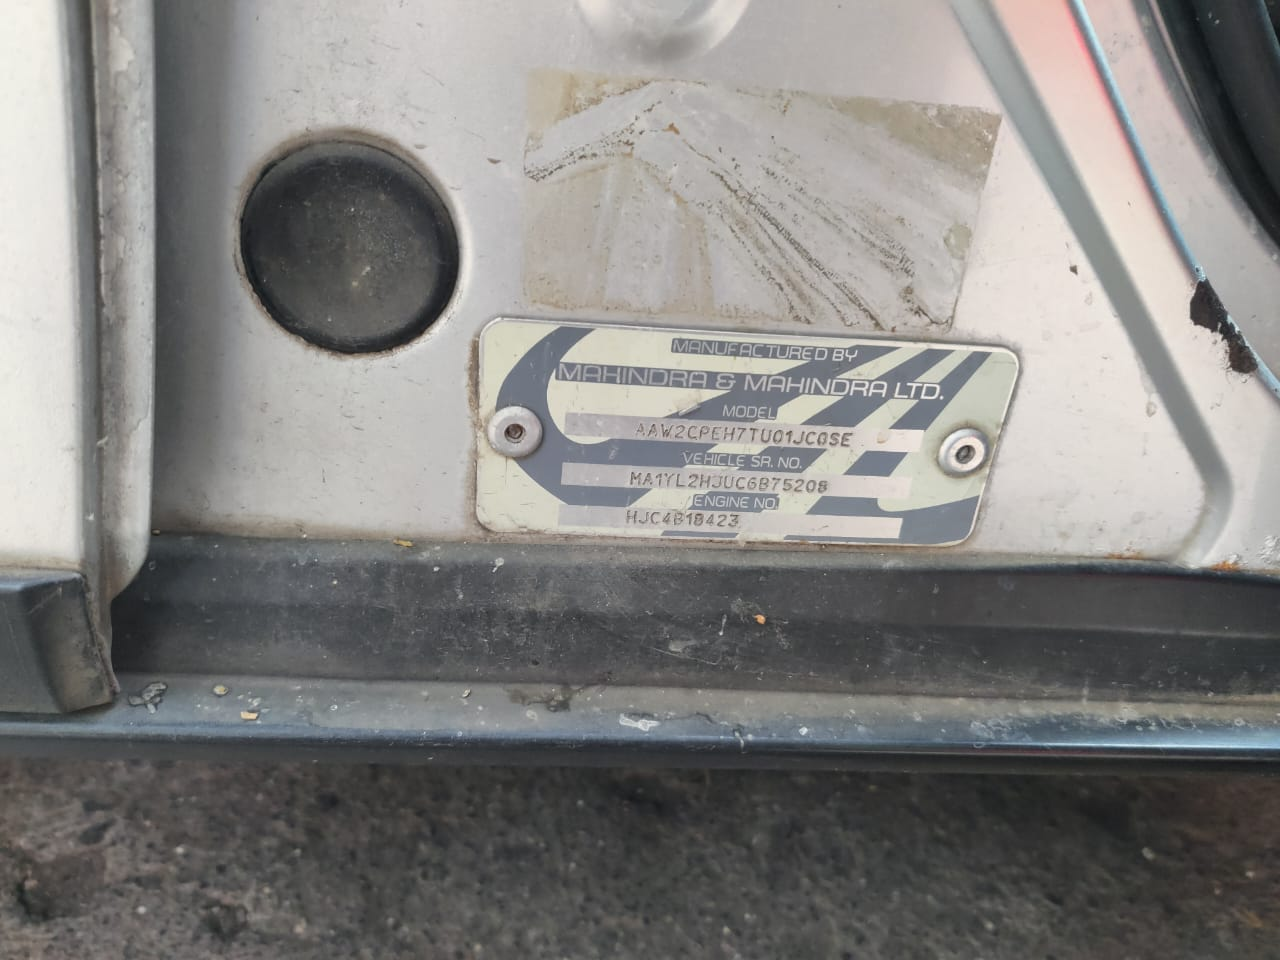 MANUFACTURED BY
MAHINDRA & MAHINDRA LTD.
MODEL
AAW2CPEH7TU01JC0SE
VEHICLE SR. NO.
MA1YL2HJUC6B75208
ENGINE NO.
HJC4B18423